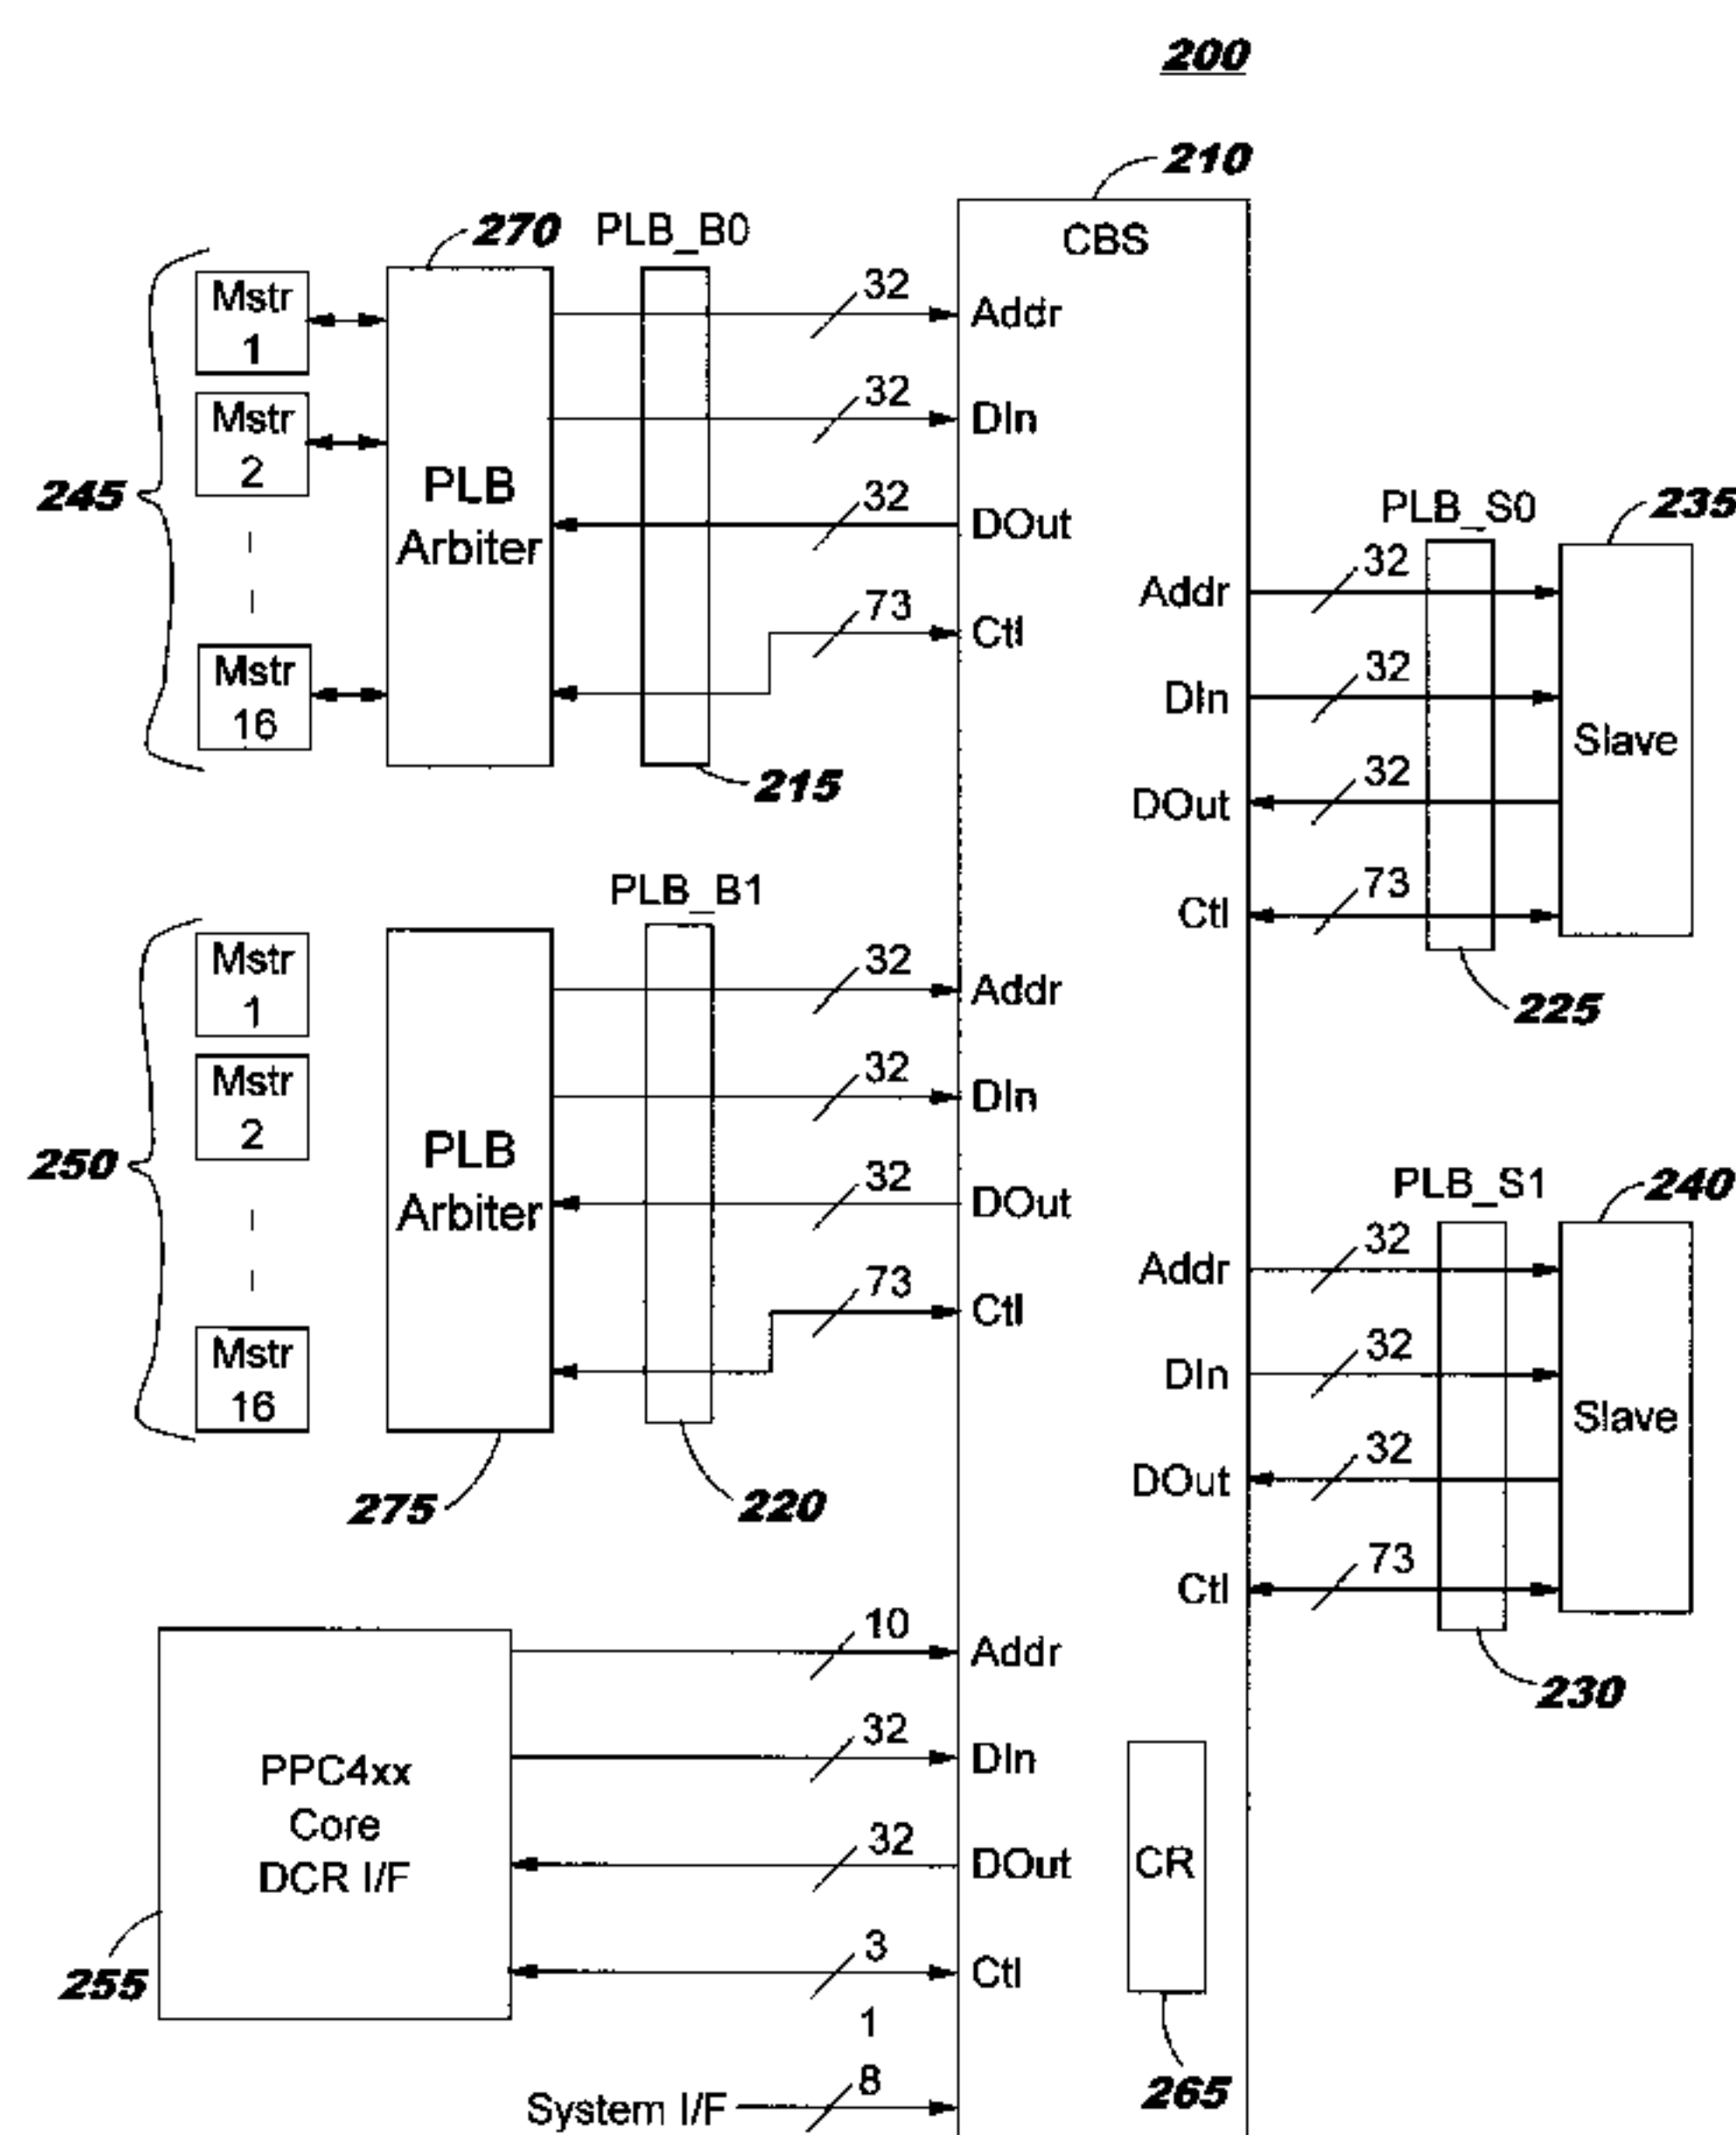 200
210
CBS
270
PLB_B0
245
Mstr
1
Mstr
2
Mstr
16
PLB
Arbiter
32
Addr
32
DIn
32
DOut
73
Ctl
215
PLB_S0
235
Addr
32
DIn
32
DOut
32
Ctl
73
Slave
225
PLB_B1
250
Mstr
1
Mstr
2
Mstr
16
PLB
Arbiter
32
Addr
32
DIn
32
DOut
73
Ctl
275
220
PLB_S1
240
Addr
32
DIn
32
DOut
32
Ctl
73
Slave
230
PPC4xx
Core
DCR I/F
255
10
Addr
32
DIn
32
DOut
3
Ctl
1
System I/F
8
CR
265